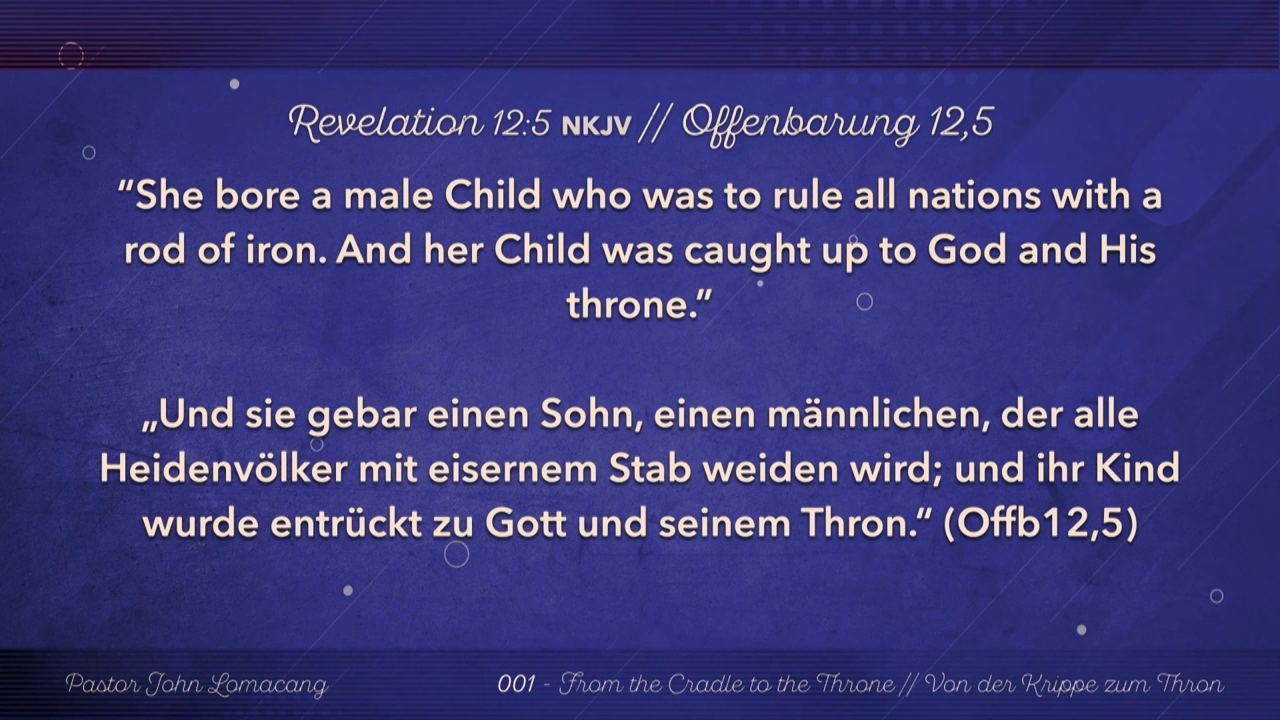 Revelation 12:5 NKJV // Offenbarung 12,5
“She bore a male Child who was to rule all nations with a
rod of iron. And her Child was caught up to God and His
throne.”
„Und sie gebar einen Sohn, einen männlichen, der alle
Heidenvölker mit eisernem Stab weiden wird; und ihr Kind
wurde entrückt zu Gott und seinem Thron.“ (Offb12,5)
Pastor John Lomacang
001 - From the Cradle to the Throne // Von der Krippe zum Thron